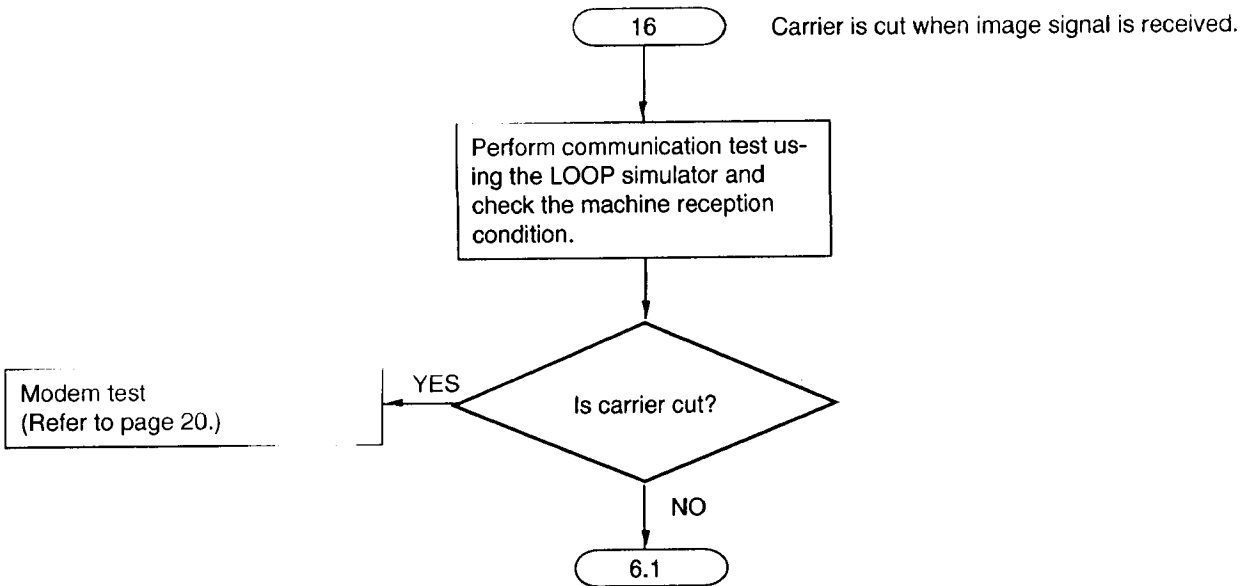 16
Carrier is cut when image signal is received.
Perform communication test us-
ing the LOOP simulator and
check the machine reception
condition.
Is carrier cut?
YES
Modem test
(Refer to page 20.)
NO
6.1